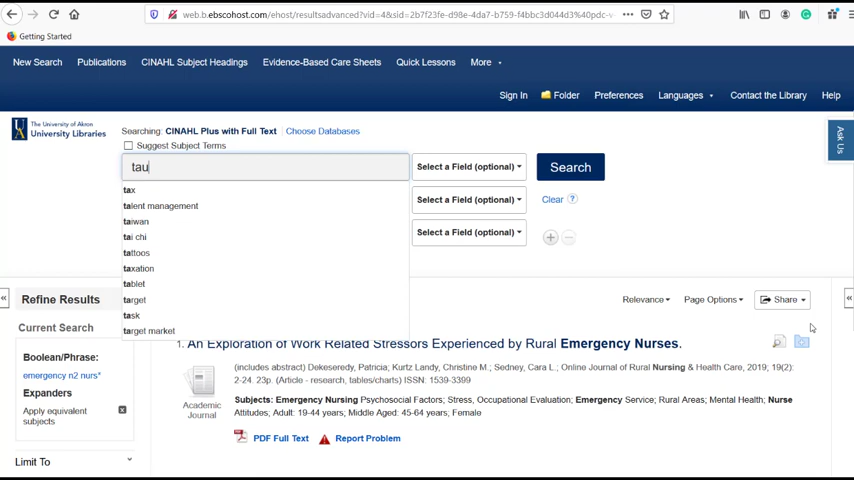 web.b.ebscohost.com/ehost/resultsadvanced?vid=4&sid=2b7f23fe-d98e-4da7-b759-f4bbc3d044d3%40pdc-v
Getting Started
New Search Publications CINAHL Subject Headings Evidence-Based Care Sheets Quick Lessons More
Sign In Folder Preferences Languages Contact the Library Help
The University of Akron
University Libraries
Searching: CINAHL Plus with Full Text Choose Databases
Suggest Subject Terms
Ask Us
tau Select a Field (optional) Search
tax
talent management Select a Field (optional) Clear ?
taiwan
tai chi Select a Field (optional)
tattoos
taxation
tablet
target
task
target market
Refine Results Relevance Page Options Share
Current Search
Boolean/Phrase:
emergency n2 nurs*
Expanders
Apply equivalent
subjects
Limit To
1. An Exploration of Work Related Stressors Experienced by Rural Emergency Nurses.
(includes abstract) Dekeseredy, Patricia; Kurtz Landy, Christine M.; Sedney, Cara L.; Online Journal of Rural Nursing & Health Care, 2019; 19(2):
2-24. 23p. (Article - research, tables/charts) ISSN: 1539-3399
Academic
Journal
Subjects: Emergency Nursing Psychosocial Factors; Stress, Occupational Evaluation; Emergency Service; Rural Areas; Mental Health; Nurse
Attitudes; Adult: 19-44 years; Middle Aged: 45-64 years; Female
PDF Full Text Report Problem